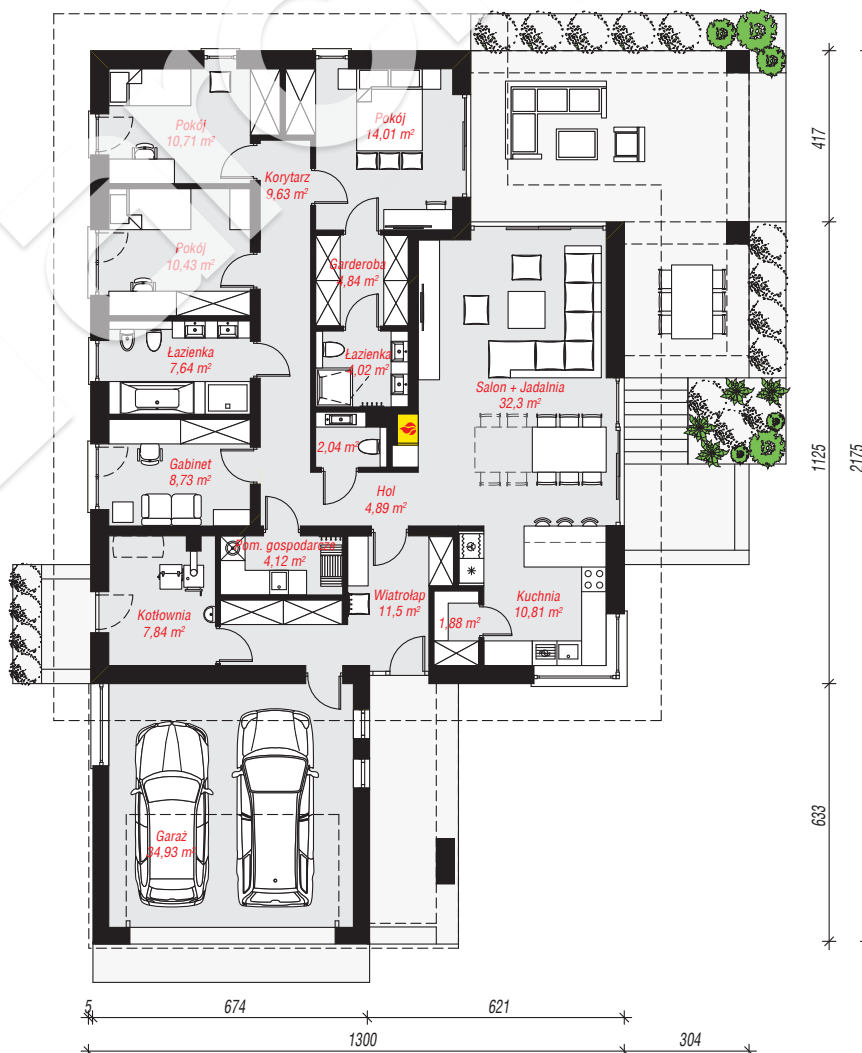 Pokój
10,71 m²
Pokój
14,01 m²
Korytarz
9,63 m²
Pokój
10,43 m²
Garderoba
4,84 m²
Łazienka
7,64 m²
Łazienka
4,02 m²
Salon + Jadalnia
32,3 m²
2,04 m²
Gabinet
8,73 m²
Hol
4,89 m²
Pom. gospodarcze
4,12 m²
Wiatrołap
11,5 m²
Kuchnia
10,81 m²
Kotłownia
7,84 m²
1,88 m²
Garaż
34,93 m²
417
1125
2175
633
5
674
621
1300
304